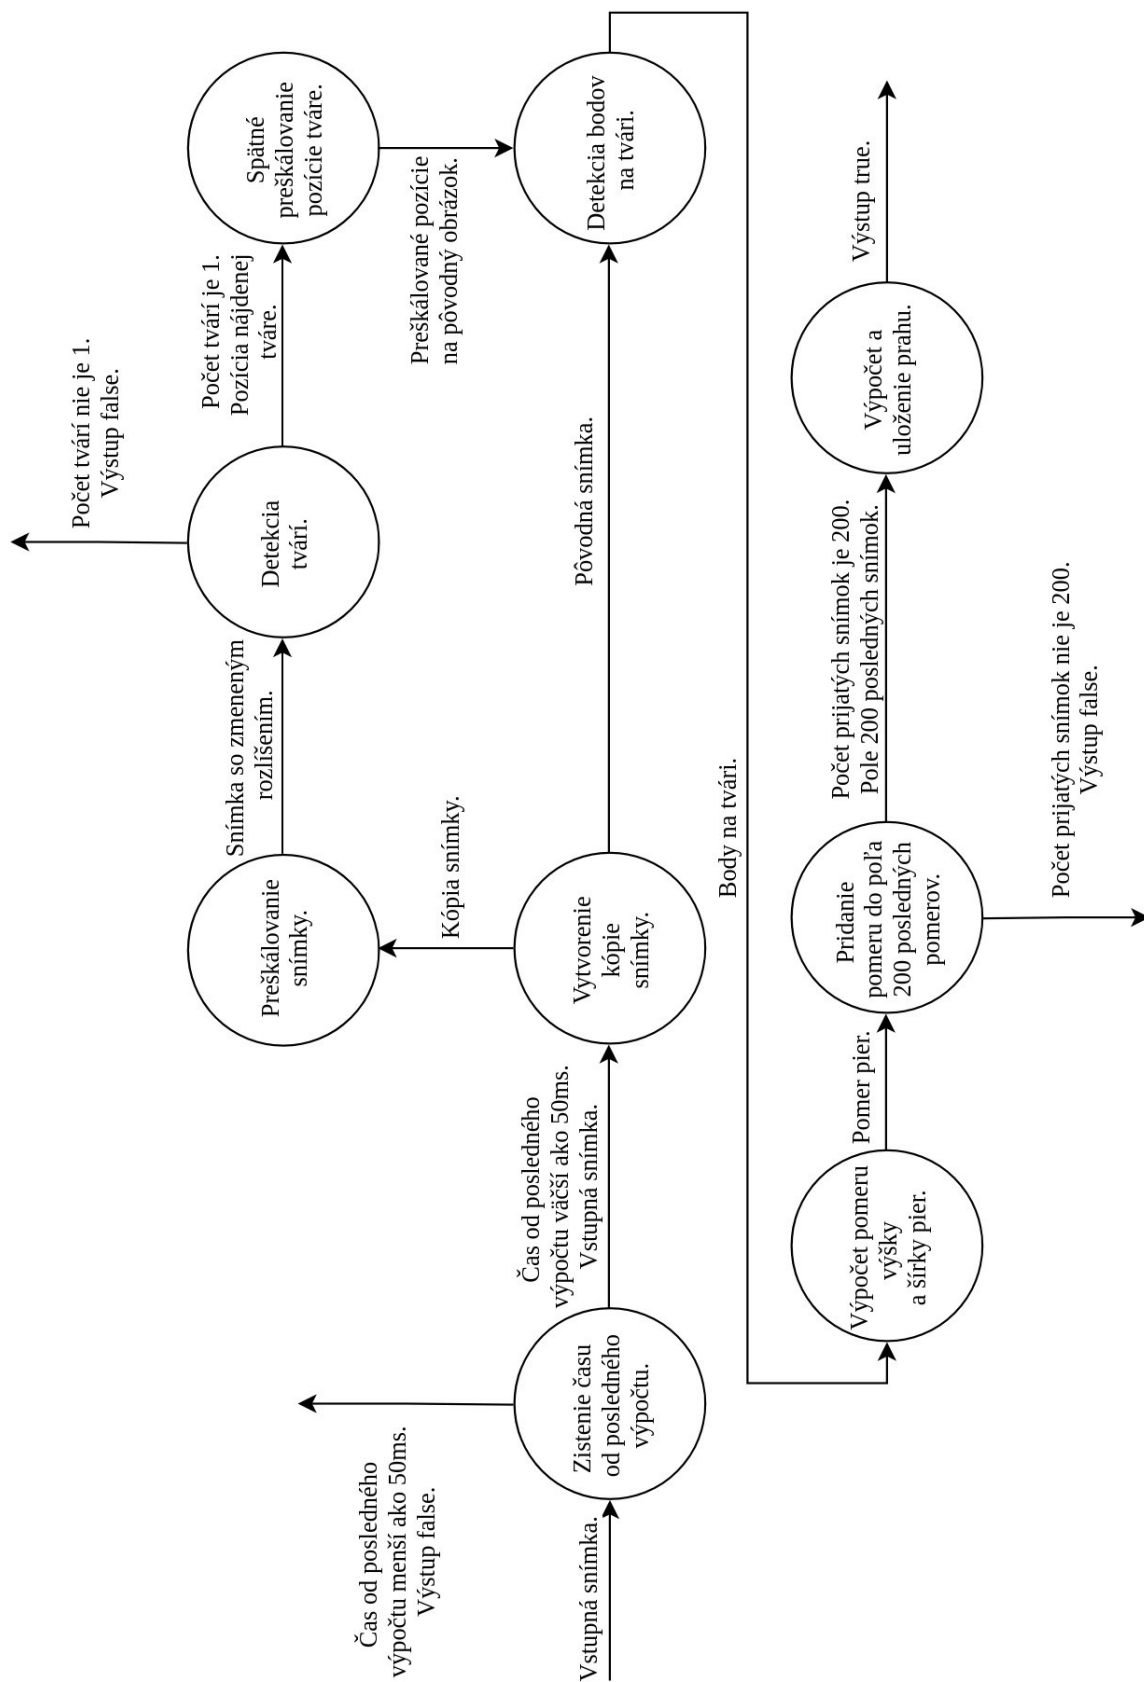 Vstupná snímka.
Čas od posledného
výpočtu menší ako 50ms.
Výstup false.
Zistenie času
od posledného
výpočtu.
Čas od posledného
výpočtu väčší ako 50ms.
Vstupná snímka.
Vytvorenie
kópie
snímky.
Kópia snímky.
Preškálovanie
snímky.
Snímka so zmeneným
rozlíšením.
Detekcia
tvárí.
Počet tvárí nie je 1.
Výstup false.
Počet tvárí je 1.
Pozícia nájdenej
tváre.
Spätné
preškálovanie
pozície tváre.
Preškálované pozície
na pôvodný obrázok.
Pôvodná snímka.
Detekcia bodov
na tvári.
Body na tvári.
Výpočet pomeru
výšky
a šírky pier.
Pomer pier.
Pridanie
pomeru do poľa
200 posledných
pomerov.
Počet prijatých snímok nie je 200.
Výstup false.
Počet prijatých snímok je 200.
Pole 200 posledných snímok.
Výpočet a
uloženie prahu.
Výstup true.